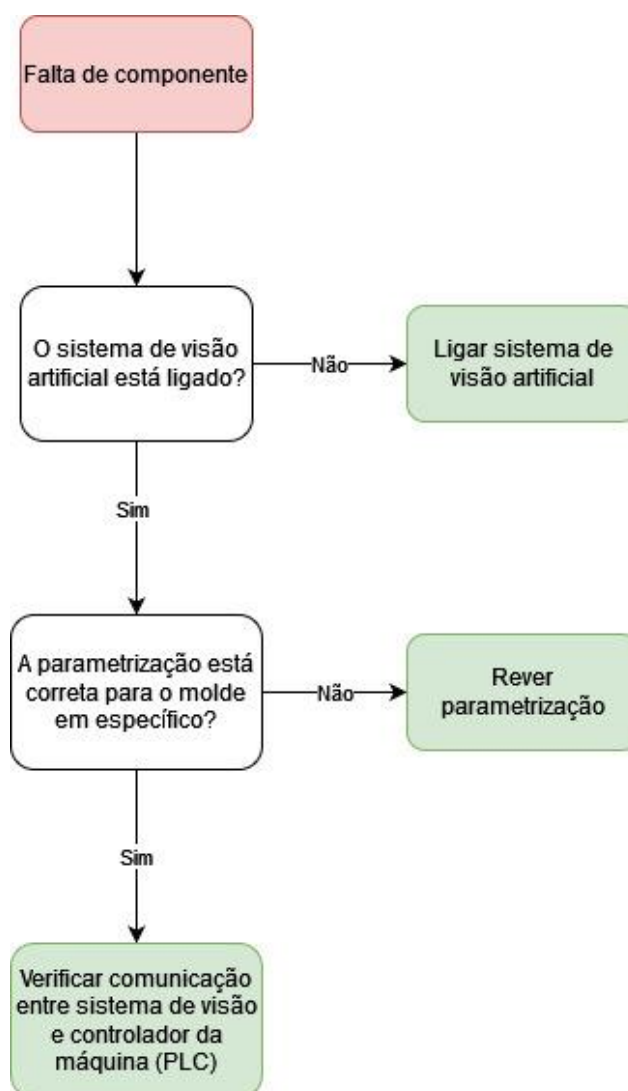 Falta de componente
O sistema de visão
artificial está ligado?
Não
Ligar sistema de
visão artificial
Sim
A parametrização está
correta para o molde
em específico?
Não
Rever
parametrização
Sim
Verificar comunicação
entre sistema de visão
e controlador da
máquina (PLC)